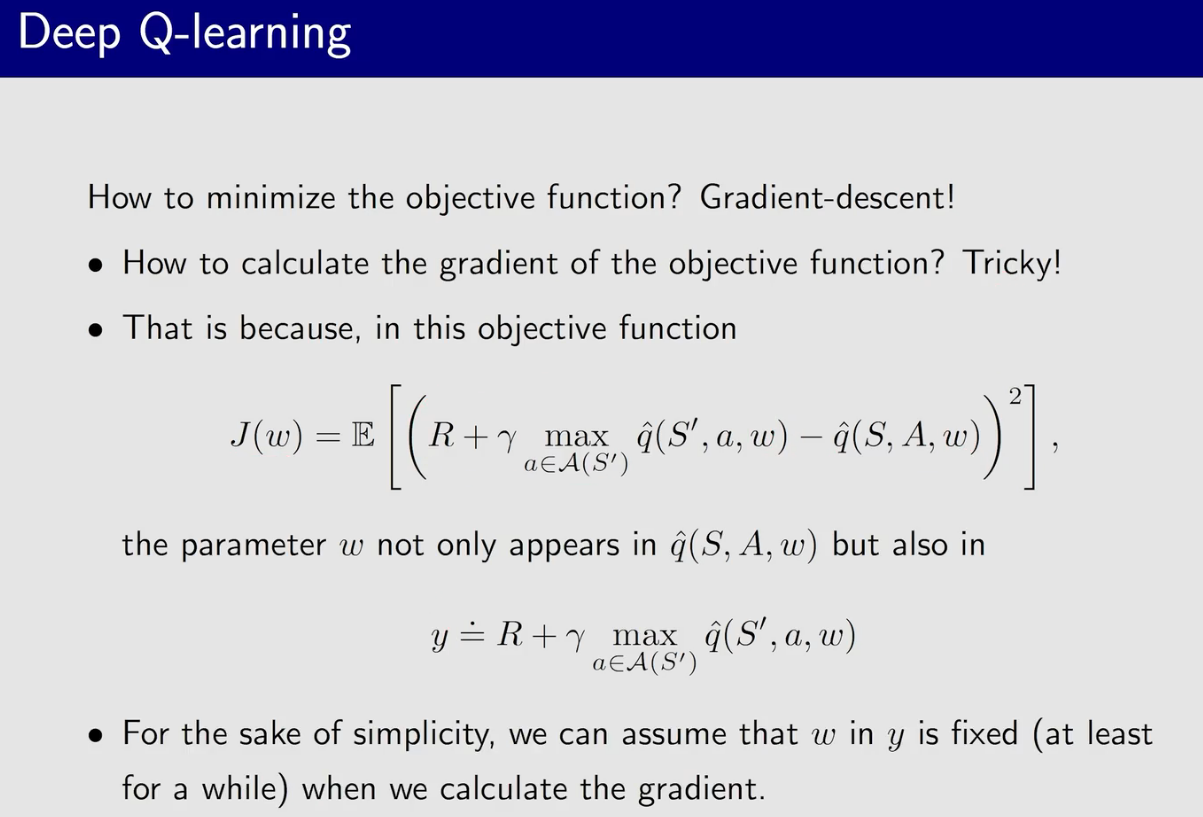 Deep Q-learning
How to minimize the objective function? Gradient-descent!
• How to calculate the gradient of the objective function? Tricky!
• That is because, in this objective function
$J(w) = \mathbb{E}\left[\left(R + \gamma \max_{a \in \mathcal{A}(S')} \hat{q}(S', a, w) - \hat{q}(S, A, w)\right)^2\right],$
the parameter $w$ not only appears in $\hat{q}(S, A, w)$ but also in
$y \doteq R + \gamma \max_{a \in \mathcal{A}(S')} \hat{q}(S', a, w)$
• For the sake of simplicity, we can assume that $w$ in $y$ is fixed (at least
for a while) when we calculate the gradient.